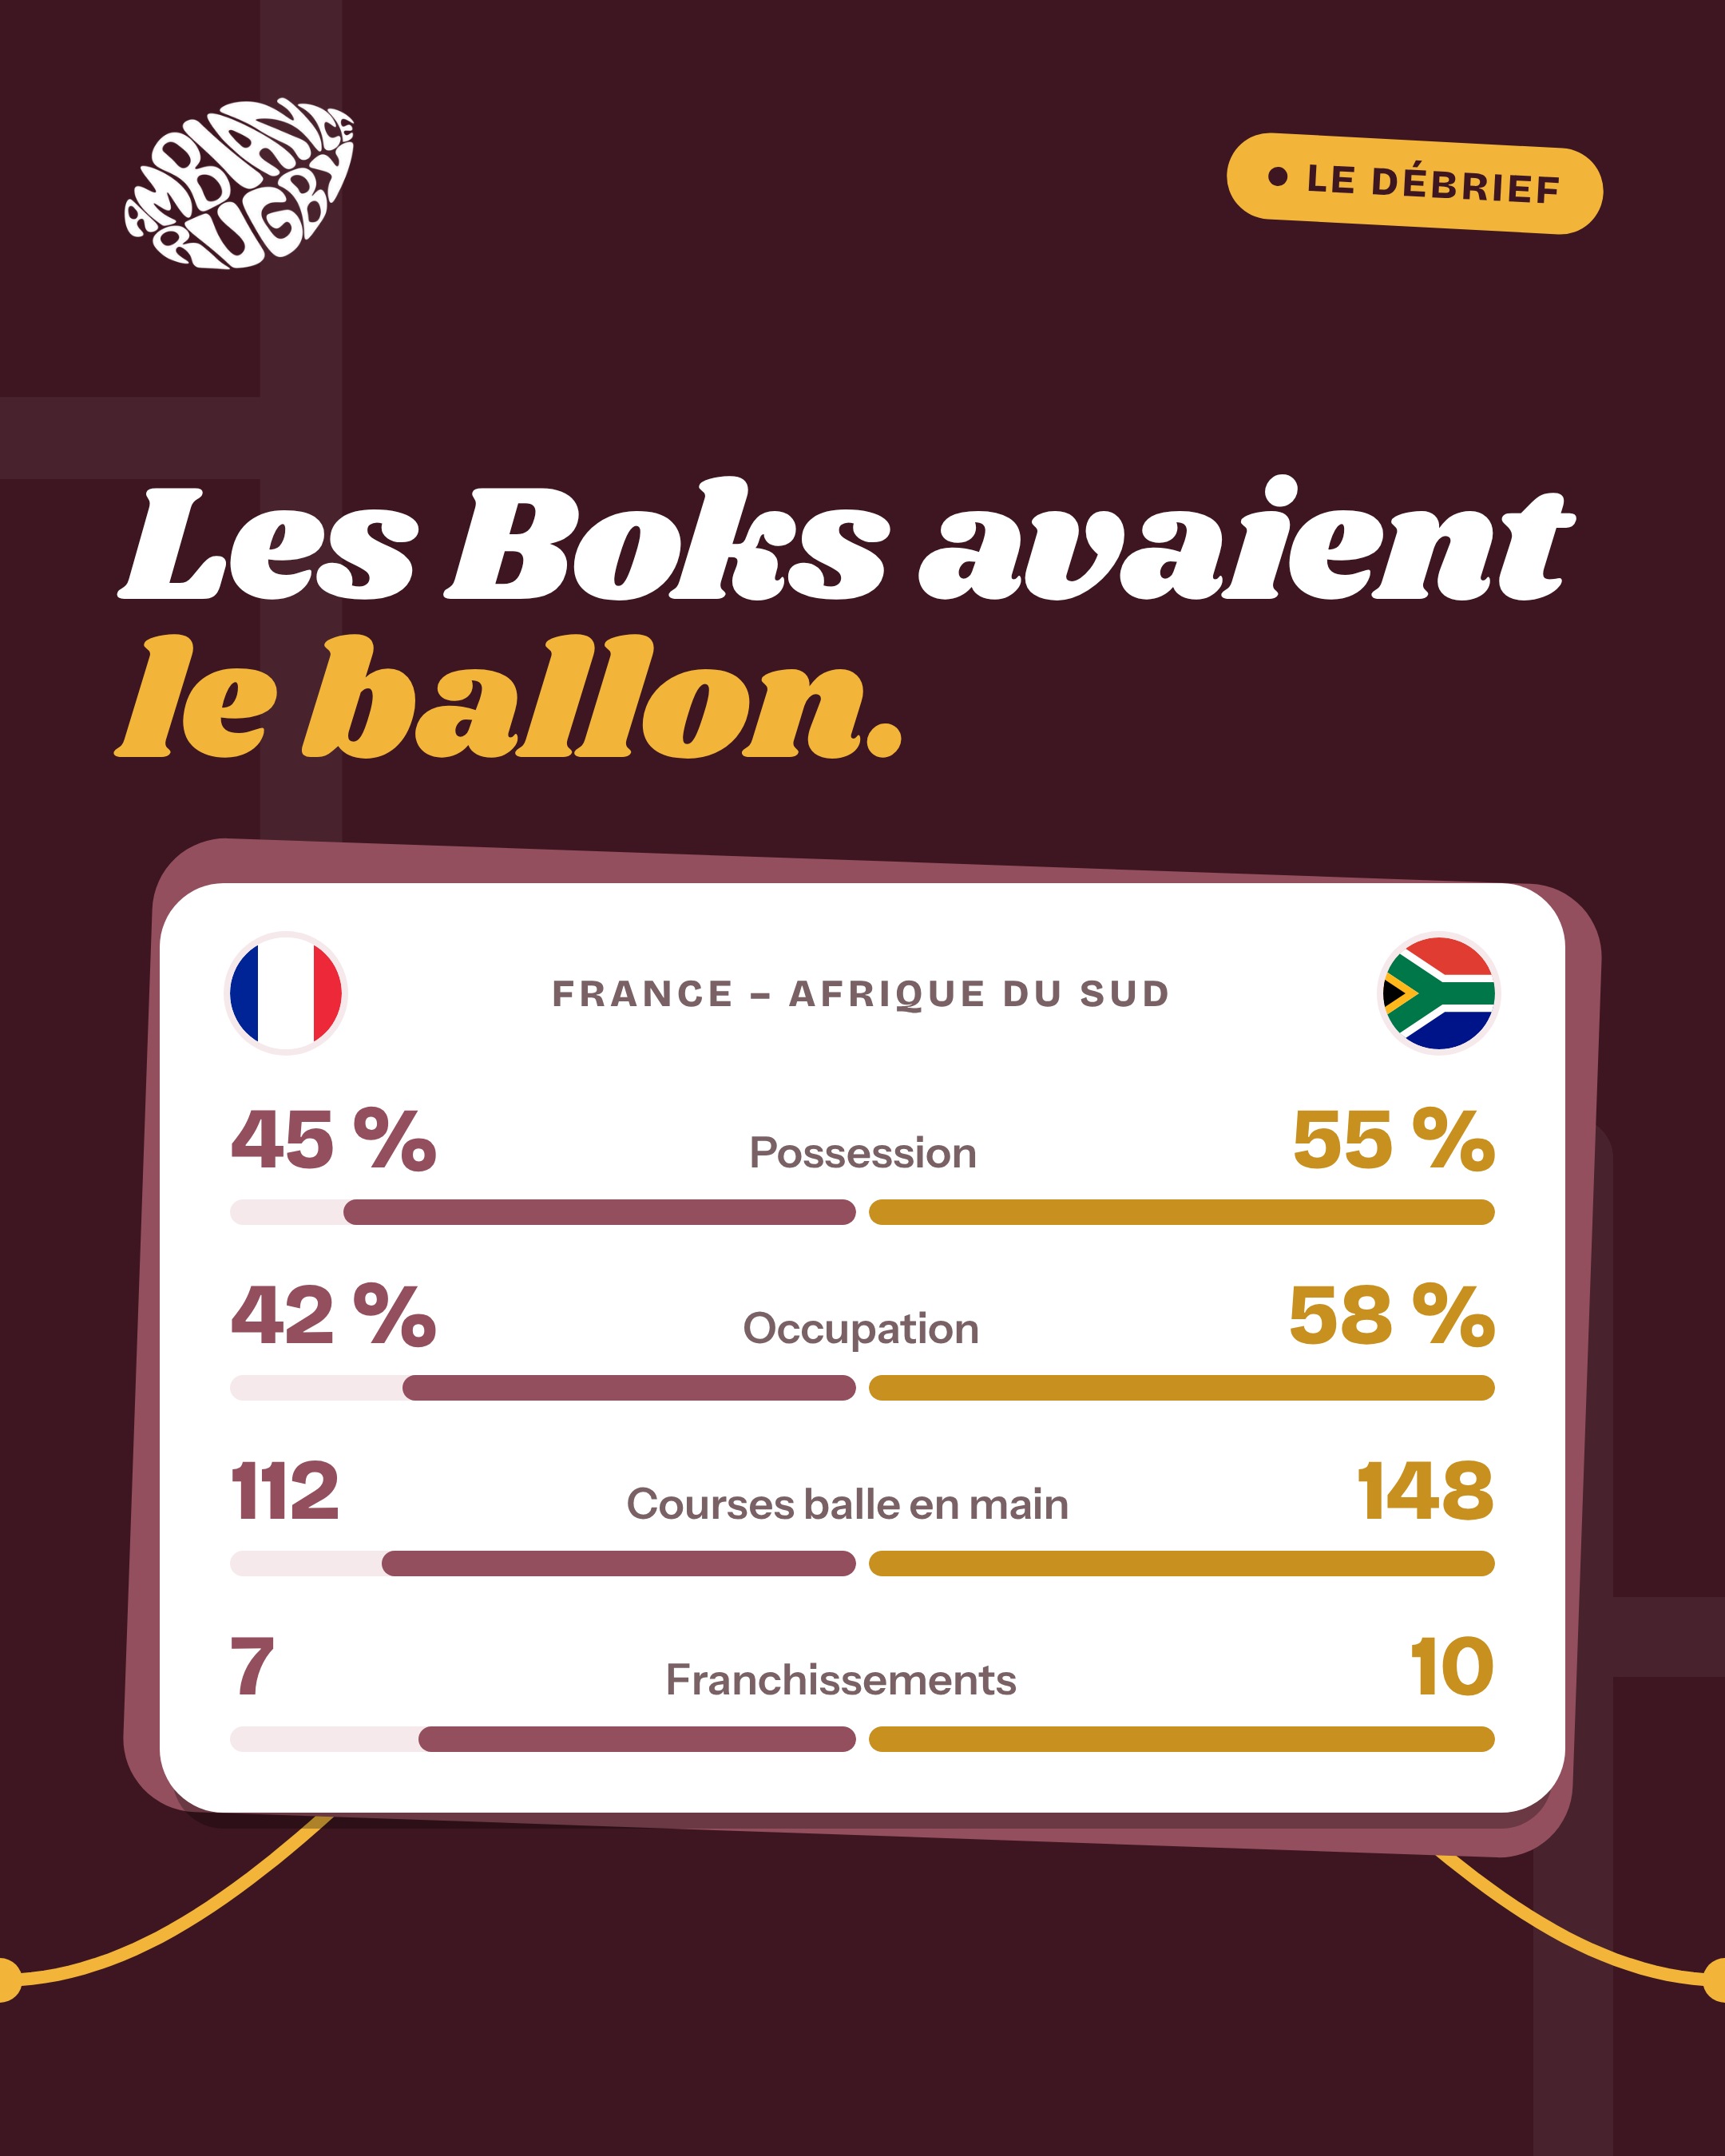 AMBIANCE
RUGBY
LE DÉBRIEF
Les Boks avaient
le ballon.
FRANCE – AFRIQUE DU SUD
45 % Possession 55 %
42 % Occupation 58 %
112 Courses balle en main 148
7 Franchissements 10